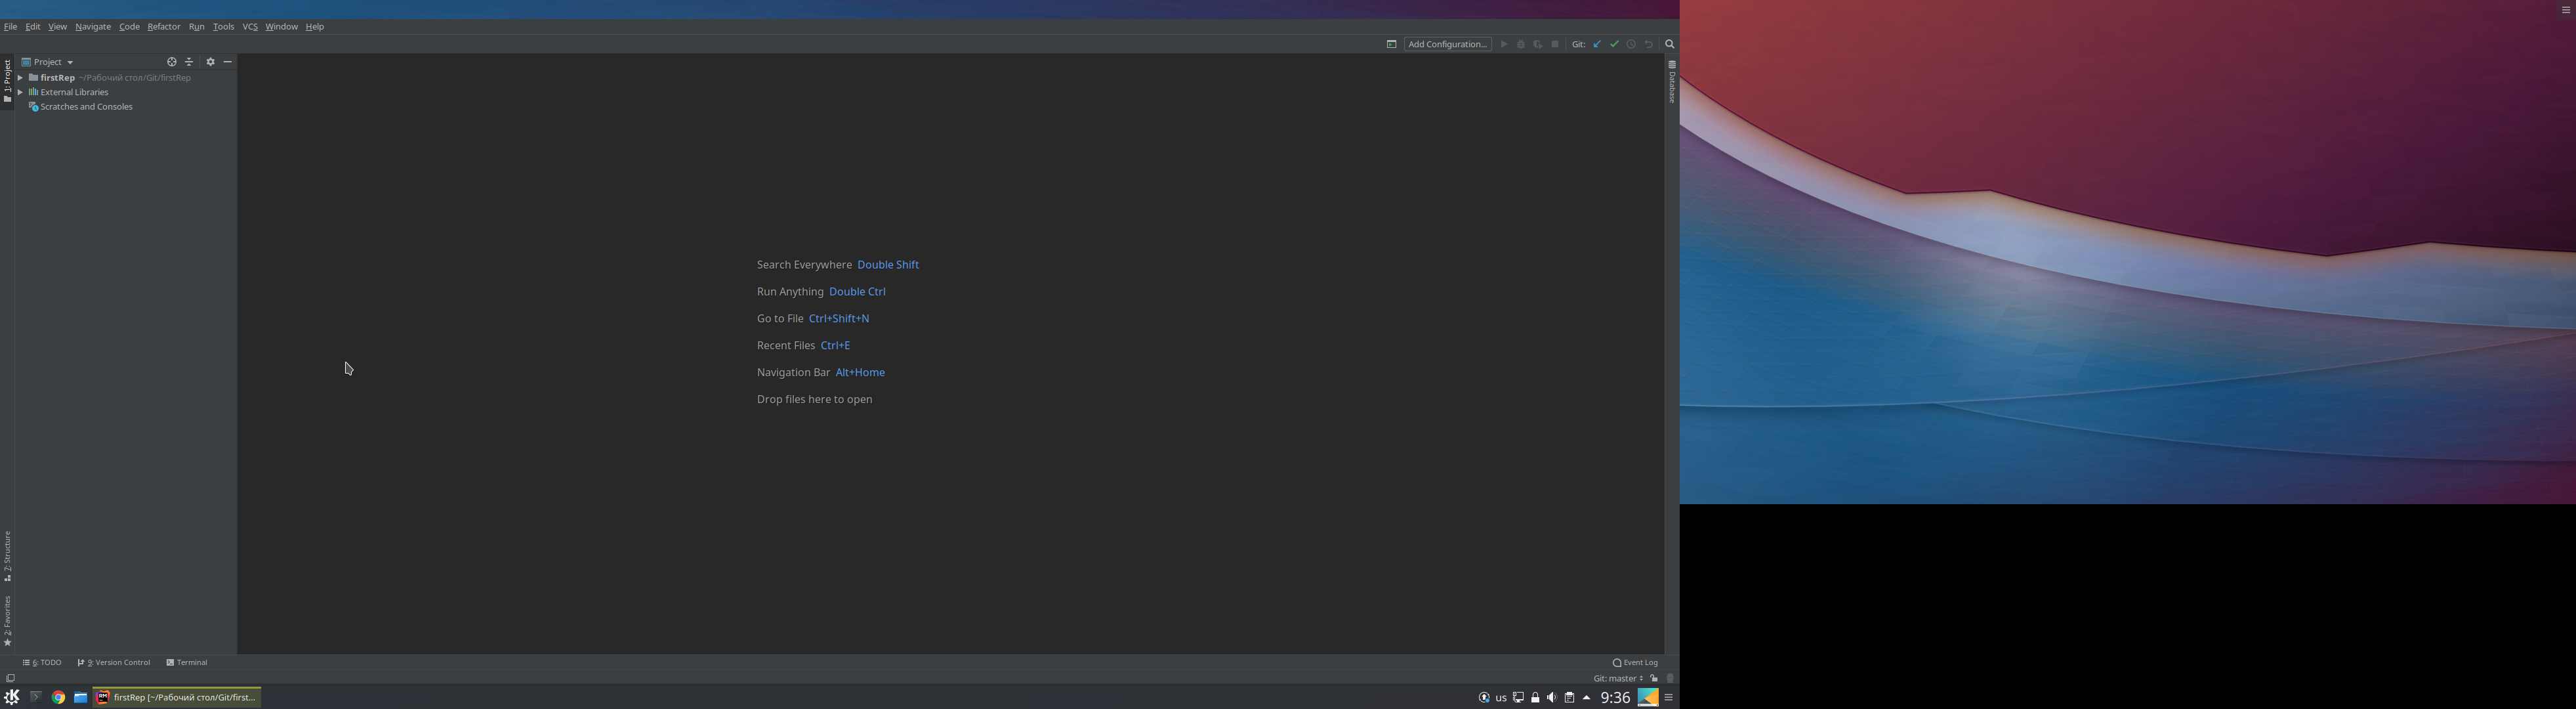 File Edit View Navigate Code Refactor Run Tools VCS Window Help
Add Configuration... Git:
1: Project
Project
firstRep ~/Рабочий стол/Git/firstRep
External Libraries
Scratches and Consoles
Database
Search Everywhere Double Shift
Run Anything Double Ctrl
Go to File Ctrl+Shift+N
Recent Files Ctrl+E
Navigation Bar Alt+Home
Drop files here to open
7: Structure
2: Favorites
6: TODO 9: Version Control Terminal Event Log
Git: master
RM firstRep [~/Рабочий стол/Git/first... us 9:36